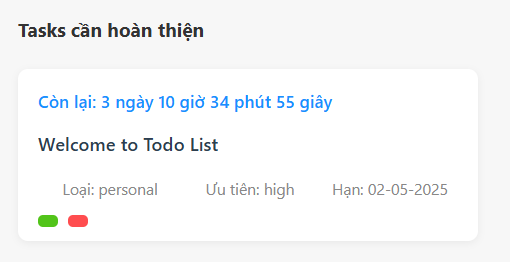 Tasks cần hoàn thiện
Còn lại: 3 ngày 10 giờ 34 phút 55 giây
Welcome to Todo List
Loại: personal Ưu tiên: high Hạn: 02-05-2025